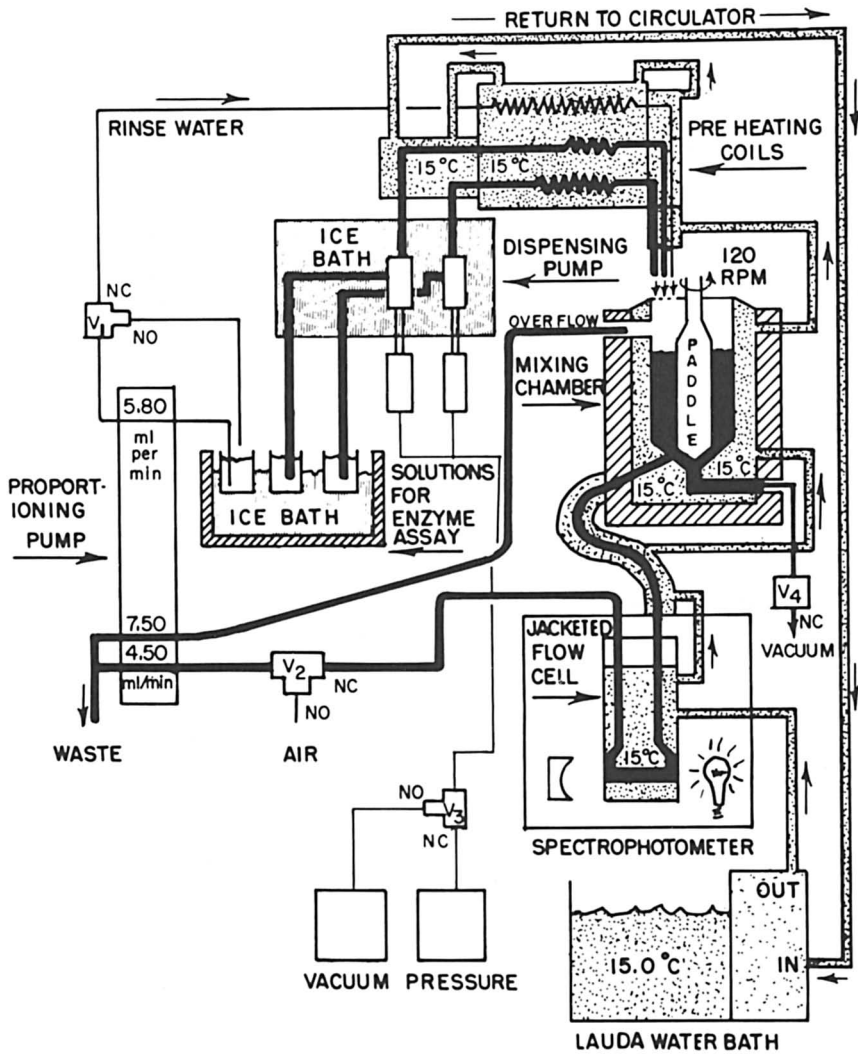 RETURN TO CIRCULATOR
RINSE WATER
PRE HEATING
COILS
15°C
15°C
ICE
BATH
DISPENSING
PUMP
120
RPM
NC
V1
NO
OVER FLOW
MIXING
CHAMBER
PADDLE
15°C
15°C
5.80
ml
per
min
PROPORT-
IONING
PUMP
ICE BATH
SOLUTIONS
FOR
ENZYME
ASSAY
V4
NC
VACUUM
7.50
4.50
ml/min
V2
NC
NO
WASTE
AIR
JACKETED
FLOW
CELL
15°C
SPECTROPHOTOMETER
NO
V3
NC
VACUUM
PRESSURE
OUT
IN
15.0 °C
LAUDA WATER BATH